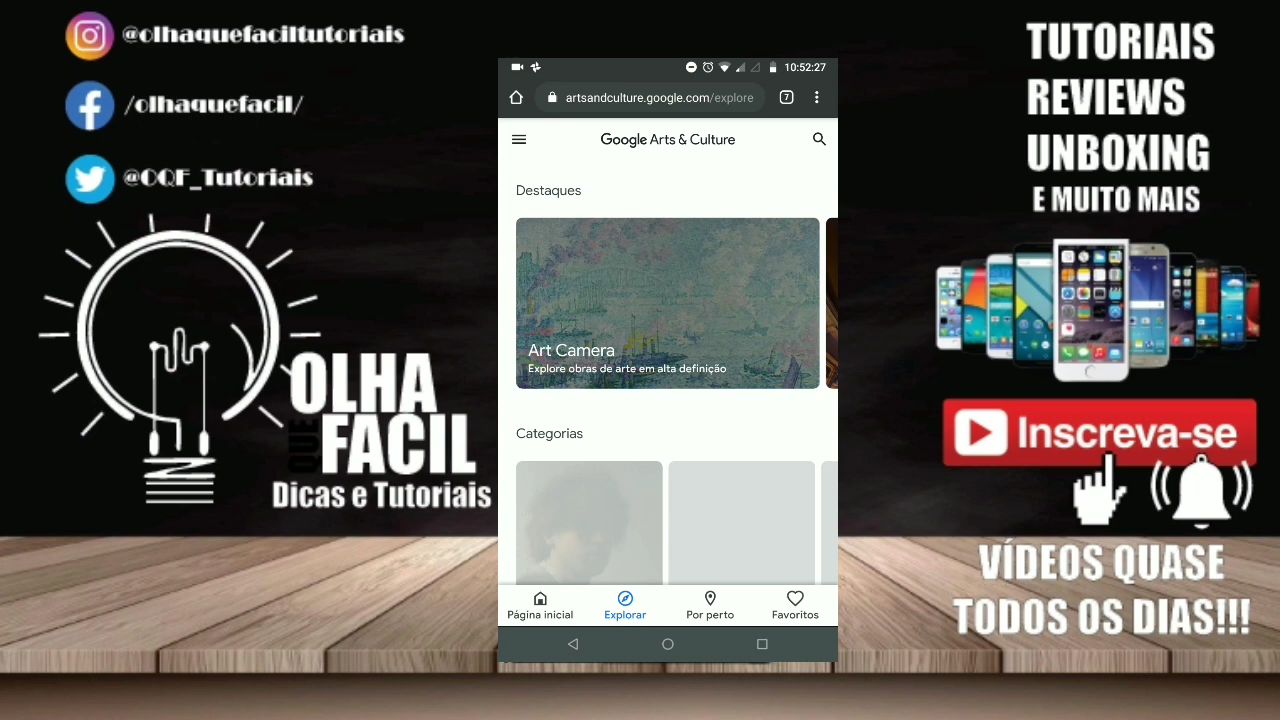 @olhaquefaciltutoriais
/olhaquefacil/
@OQF_Tutoriais
OLHA
QUE
FACIL
Dicas e Tutoriais
10:52:27
artsandculture.google.com/explore
7
Google Arts & Culture
Destaques
Art Camera
Explore obras de arte em alta definição
Categorias
Página inicial
Explorar
Por perto
Favoritos
TUTORIAIS
REVIEWS
UNBOXING
E MUITO MAIS
Inscreva-se
VÍDEOS QUASE
TODOS OS DIAS!!!